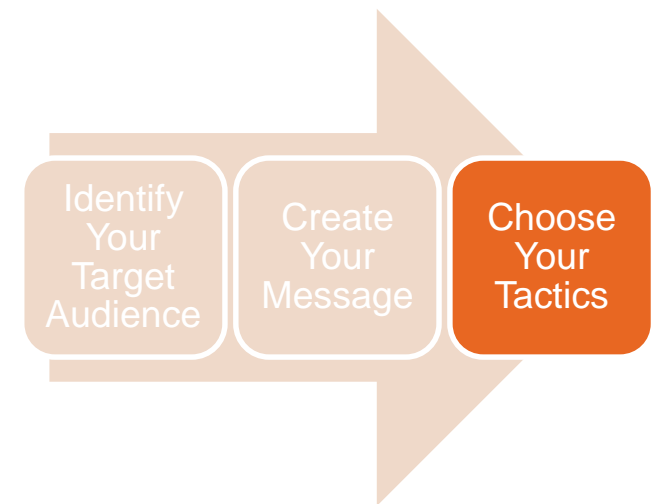 Identify
Your
Target
Audience
Create
Your
Message
Choose
Your
Tactics